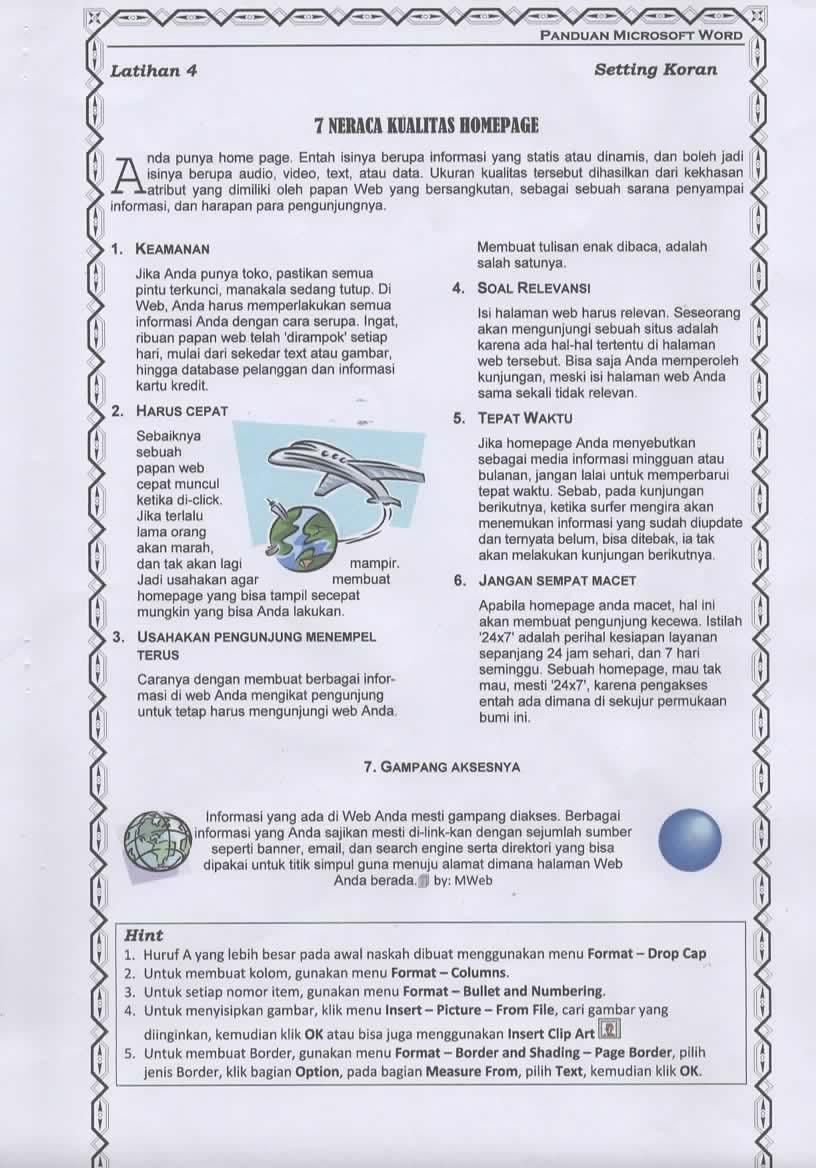 PANDUAN MICROSOFT WORD
Latihan 4
Setting Koran
7 NERACA KUALITAS HOMEPAGE
Anda punya home page. Entah isinya berupa informasi yang statis atau dinamis, dan boleh jadi
isinya berupa audio, video, text, atau data. Ukuran kualitas tersebut dihasilkan dari kekhasan
atribut yang dimiliki oleh papan Web yang bersangkutan, sebagai sebuah sarana penyampai
informasi, dan harapan para pengunjungnya.
1. KEAMANAN
Jika Anda punya toko, pastikan semua
pintu terkunci, manakala sedang tutup. Di
Web, Anda harus memperlakukan semua
informasi Anda dengan cara serupa. Ingat,
ribuan papan web telah 'dirampok' setiap
hari, mulai dari sekedar text atau gambar,
hingga database pelanggan dan informasi
kartu kredit.
2. HARUS CEPAT
Sebaiknya
sebuah
papan web
cepat muncul
ketika di-click.
Jika terlalu
lama orang
akan marah,
dan tak akan lagi mampir.
Jadi usahakan agar membuat
homepage yang bisa tampil secepat
mungkin yang bisa Anda lakukan.
3. USAHAKAN PENGUNJUNG MENEMPEL
TERUS
Caranya dengan membuat berbagai infor-
masi di web Anda mengikat pengunjung
untuk tetap harus mengunjungi web Anda.
Membuat tulisan enak dibaca, adalah
salah satunya.
4. SOAL RELEVANSI
Isi halaman web harus relevan. Seseorang
akan mengunjungi sebuah situs adalah
karena ada hal-hal tertentu di halaman
web tersebut. Bisa saja Anda memperoleh
kunjungan, meski isi halaman web Anda
sama sekali tidak relevan.
5. TEPAT WAKTU
Jika homepage Anda menyebutkan
sebagai media informasi mingguan atau
bulanan, jangan lalai untuk memperbarui
tepat waktu. Sebab, pada kunjungan
berikutnya, ketika surfer mengira akan
menemukan informasi yang sudah diupdate
dan ternyata belum, bisa ditebak, ia tak
akan melakukan kunjungan berikutnya.
6. JANGAN SEMPAT MACET
Apabila homepage anda macet, hal ini
akan membuat pengunjung kecewa. Istilah
'24x7' adalah perihal kesiapan layanan
sepanjang 24 jam sehari, dan 7 hari
seminggu. Sebuah homepage, mau tak
mau, mesti '24x7', karena pengakses
entah ada dimana di sekujur permukaan
bumi ini.
7. GAMPANG AKSESNYA
Informasi yang ada di Web Anda mesti gampang diakses. Berbagai
informasi yang Anda sajikan mesti di-link-kan dengan sejumlah sumber
seperti banner, email, dan search engine serta direktori yang bisa
dipakai untuk titik simpul guna menuju alamat dimana halaman Web
Anda berada. by: MWeb
Hint
1. Huruf A yang lebih besar pada awal naskah dibuat menggunakan menu Format – Drop Cap
2. Untuk membuat kolom, gunakan menu Format – Columns.
3. Untuk setiap nomor item, gunakan menu Format – Bullet and Numbering.
4. Untuk menyisipkan gambar, klik menu Insert – Picture – From File, cari gambar yang
diinginkan, kemudian klik OK atau bisa juga menggunakan Insert Clip Art
5. Untuk membuat Border, gunakan menu Format – Border and Shading – Page Border, pilih
jenis Border, klik bagian Option, pada bagian Measure From, pilih Text, kemudian klik OK.